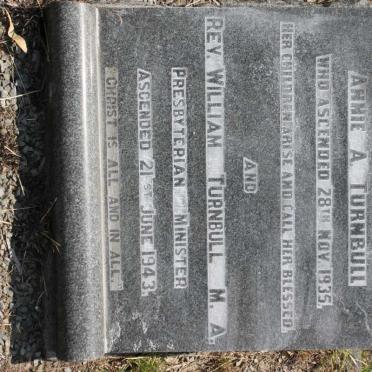 ANNIE A TURNBULL
WHO ASCENDED 28TH NOV. 1935.
HER CHILDREN ARISE AND CALL HER BLESSED
AND
REV WILLIAM TURNBULL M.A.
PRESBYTERIAN MINISTER
ASCENDED 21ST JUNE 1943.
"CHRIST IS ALL AND IN ALL."